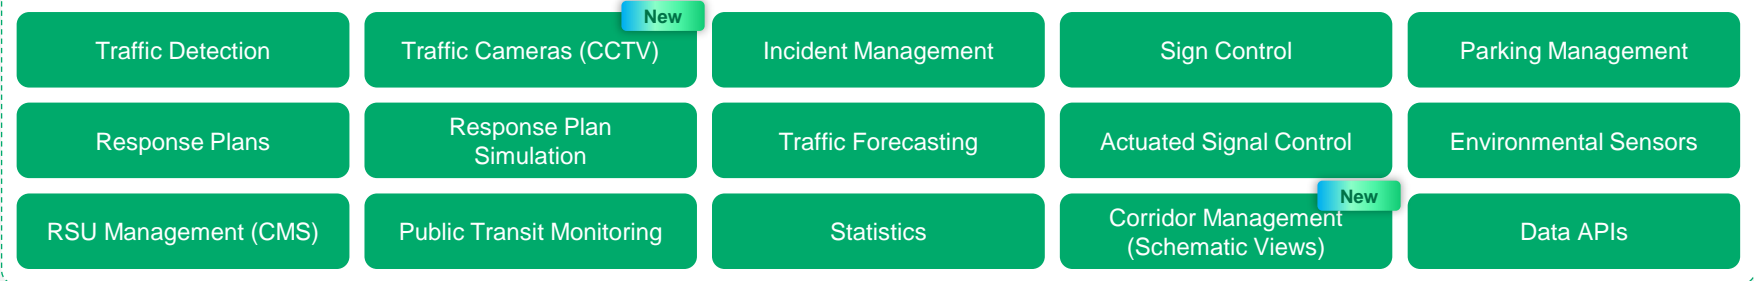 New
Traffic Detection
Traffic Cameras (CCTV)
Incident Management
Sign Control
Parking Management
Response Plans
Response Plan
Simulation
Traffic Forecasting
Actuated Signal Control
Environmental Sensors
RSU Management (CMS)
Public Transit Monitoring
Statistics
New
Corridor Management
(Schematic Views)
Data APIs